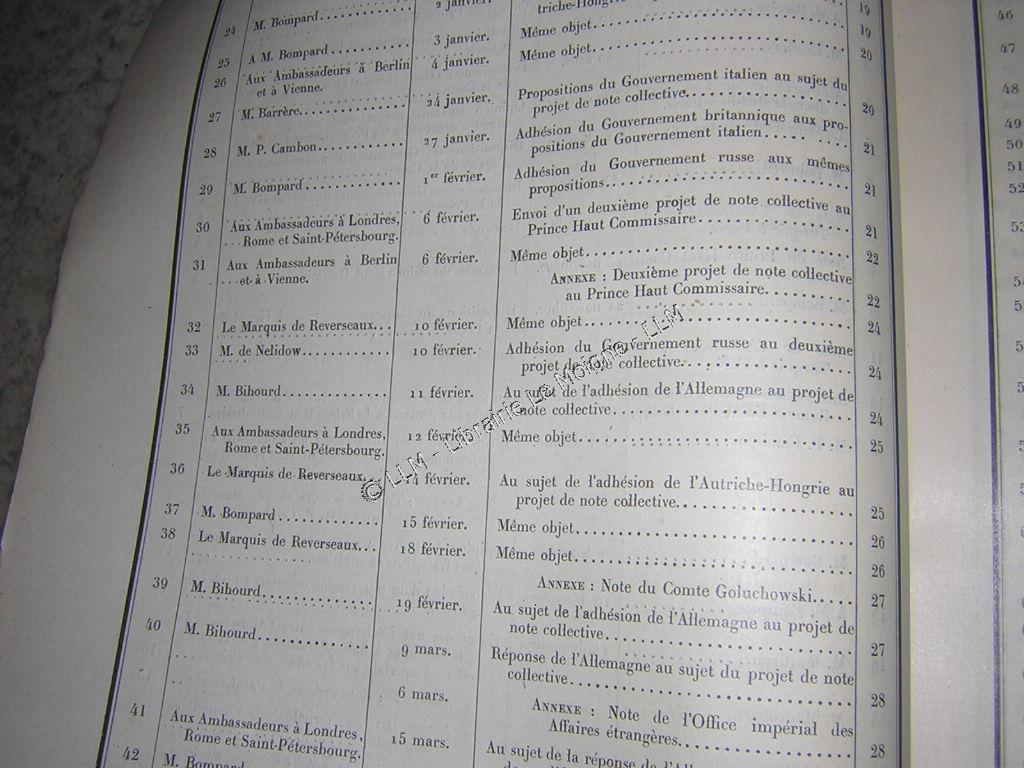 24 M. Bompard 2 janvier.
triche-Hongrie 19
25 A M. Bompard 3 janvier. Même objet 19
26 Aux Ambassadeurs à Berlin 4 janvier. Même objet 20
et à Vienne.
27 M. Barrère 24 janvier. Propositions du Gouvernement italien au sujet du
projet de note collective 20
28 M. P. Cambon 27 janvier. Adhésion du Gouvernement britannique aux pro-
positions du Gouvernement italien 21
29 M. Bompard 1er février. Adhésion du Gouvernement russe aux mêmes
propositions 21
30 Aux Ambassadeurs à Londres, 6 février. Envoi d'un deuxième projet de note collective au
Rome et Saint-Pétersbourg. Prince Haut Commissaire 21
31 Aux Ambassadeurs à Berlin 6 février. Même objet 22
et à Vienne.
ANNEXE : Deuxième projet de note collective
au Prince Haut Commissaire 22
32 Le Marquis de Reverseaux... 10 février. Même objet 24
33 M. de Nelidow 10 février. Adhésion du Gouvernement russe au deuxième
projet de note collective 24
34 M. Bihourd 11 février. Au sujet de l'adhésion de l'Allemagne au projet de
note collective 24
35 Aux Ambassadeurs à Londres, 12 février. Même objet 25
Rome et Saint-Pétersbourg.
36 Le Marquis de Reverseaux février. Au sujet de l'adhésion de l'Autriche-Hongrie au
projet de note collective 25
37 M. Bompard 15 février. Même objet 26
38 Le Marquis de Reverseaux... 18 février. Même objet 26
ANNEXE : Note du Comte Goluchowski 27
39 M. Bihourd 19 février. Au sujet de l'adhésion de l'Allemagne au projet de
note collective 27
40 M. Bihourd 9 mars. Réponse de l'Allemagne au sujet du projet de note
collective 28
6 mars. ANNEXE : Note de l'Office impérial des
Affaires étrangères 28
41 Aux Ambassadeurs à Londres, 15 mars. Au sujet de la réponse de
Rome et Saint-Pétersbourg.
42 M. Bompard
46
47
48
49
50
51
52
© LLM - Librairie Le Moigne - LLM